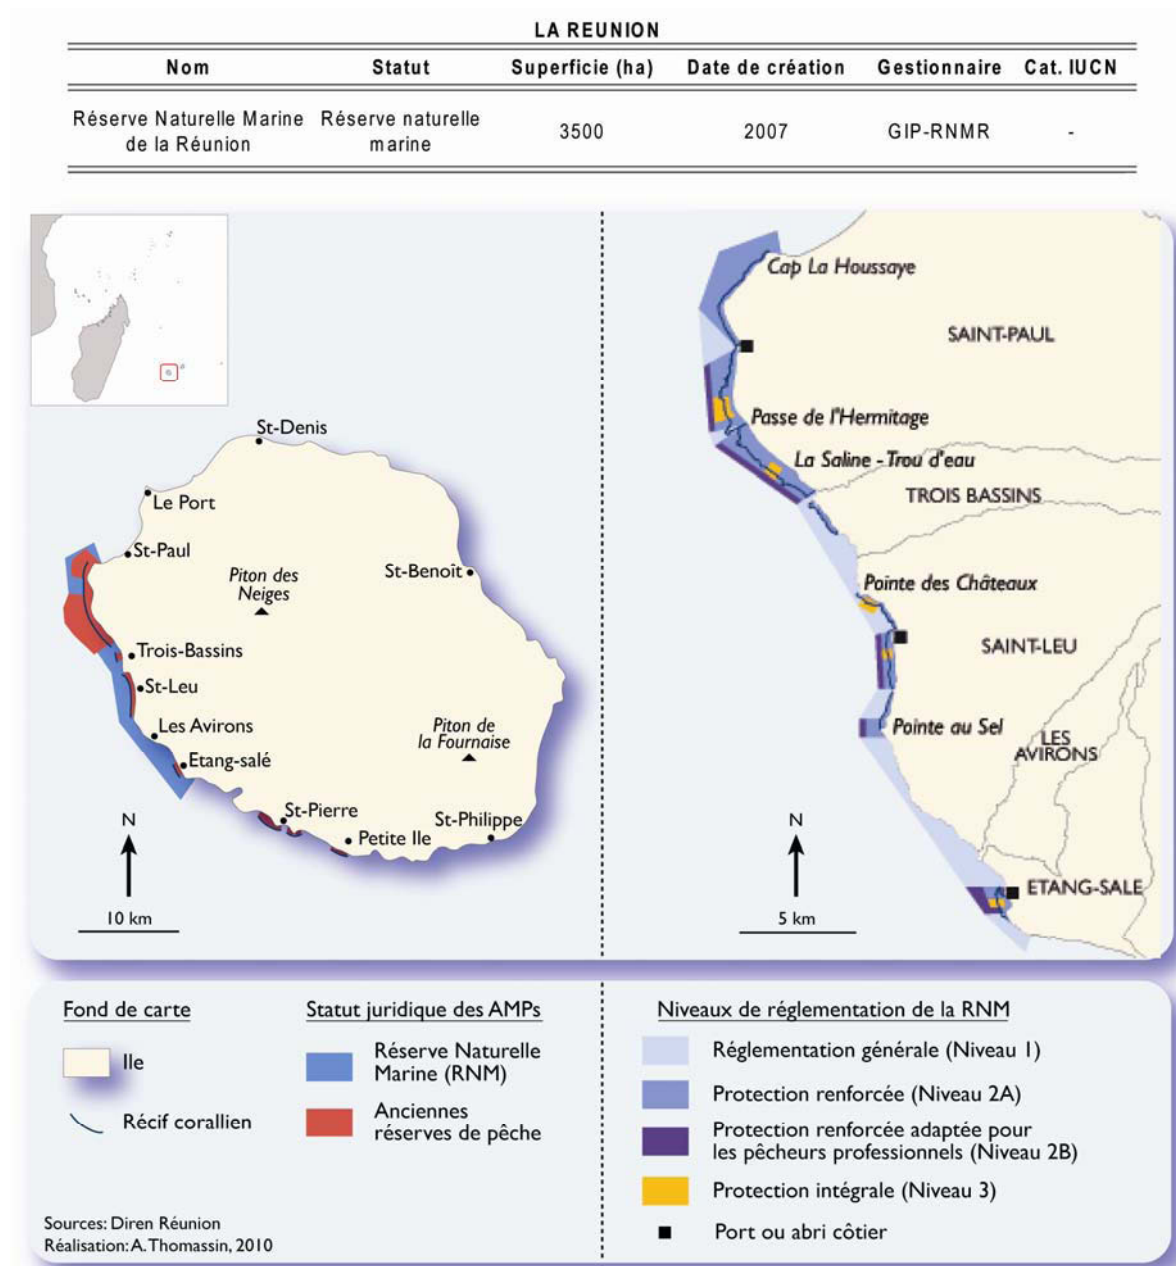 LA REUNION
Nom Statut Superficie (ha) Date de création Gestionnaire Cat. IUCN
Réserve Naturelle Marine de la Réunion Réserve naturelle marine 3500 2007 GIP-RNMR -
St-Denis
Le Port
St-Paul
Piton des
Neiges
St-Benoît
Trois-Bassins
St-Leu
Les Avirons
Piton de
la Fournaise
Etang-salé
St-Pierre
Petite Ile
St-Philippe
N
10 km
Cap La Houssaye
SAINT-PAUL
Passe de l'Hermitage
La Saline - Trou d'eau
TROIS BASSINS
Pointe des Châteaux
SAINT-LEU
Pointe au Sel
LES
AVIRONS
ETANG-SALE
N
5 km
Fond de carte
Ile
Récif corallien
Statut juridique des AMPs
Réserve Naturelle
Marine (RNM)
Anciennes
réserves de pêche
Niveaux de réglementation de la RNM
Réglementation générale (Niveau 1)
Protection renforcée (Niveau 2A)
Protection renforcée adaptée pour
les pêcheurs professionnels (Niveau 2B)
Protection intégrale (Niveau 3)
Port ou abri côtier
Sources: Diren Réunion
Réalisation: A. Thomassin, 2010